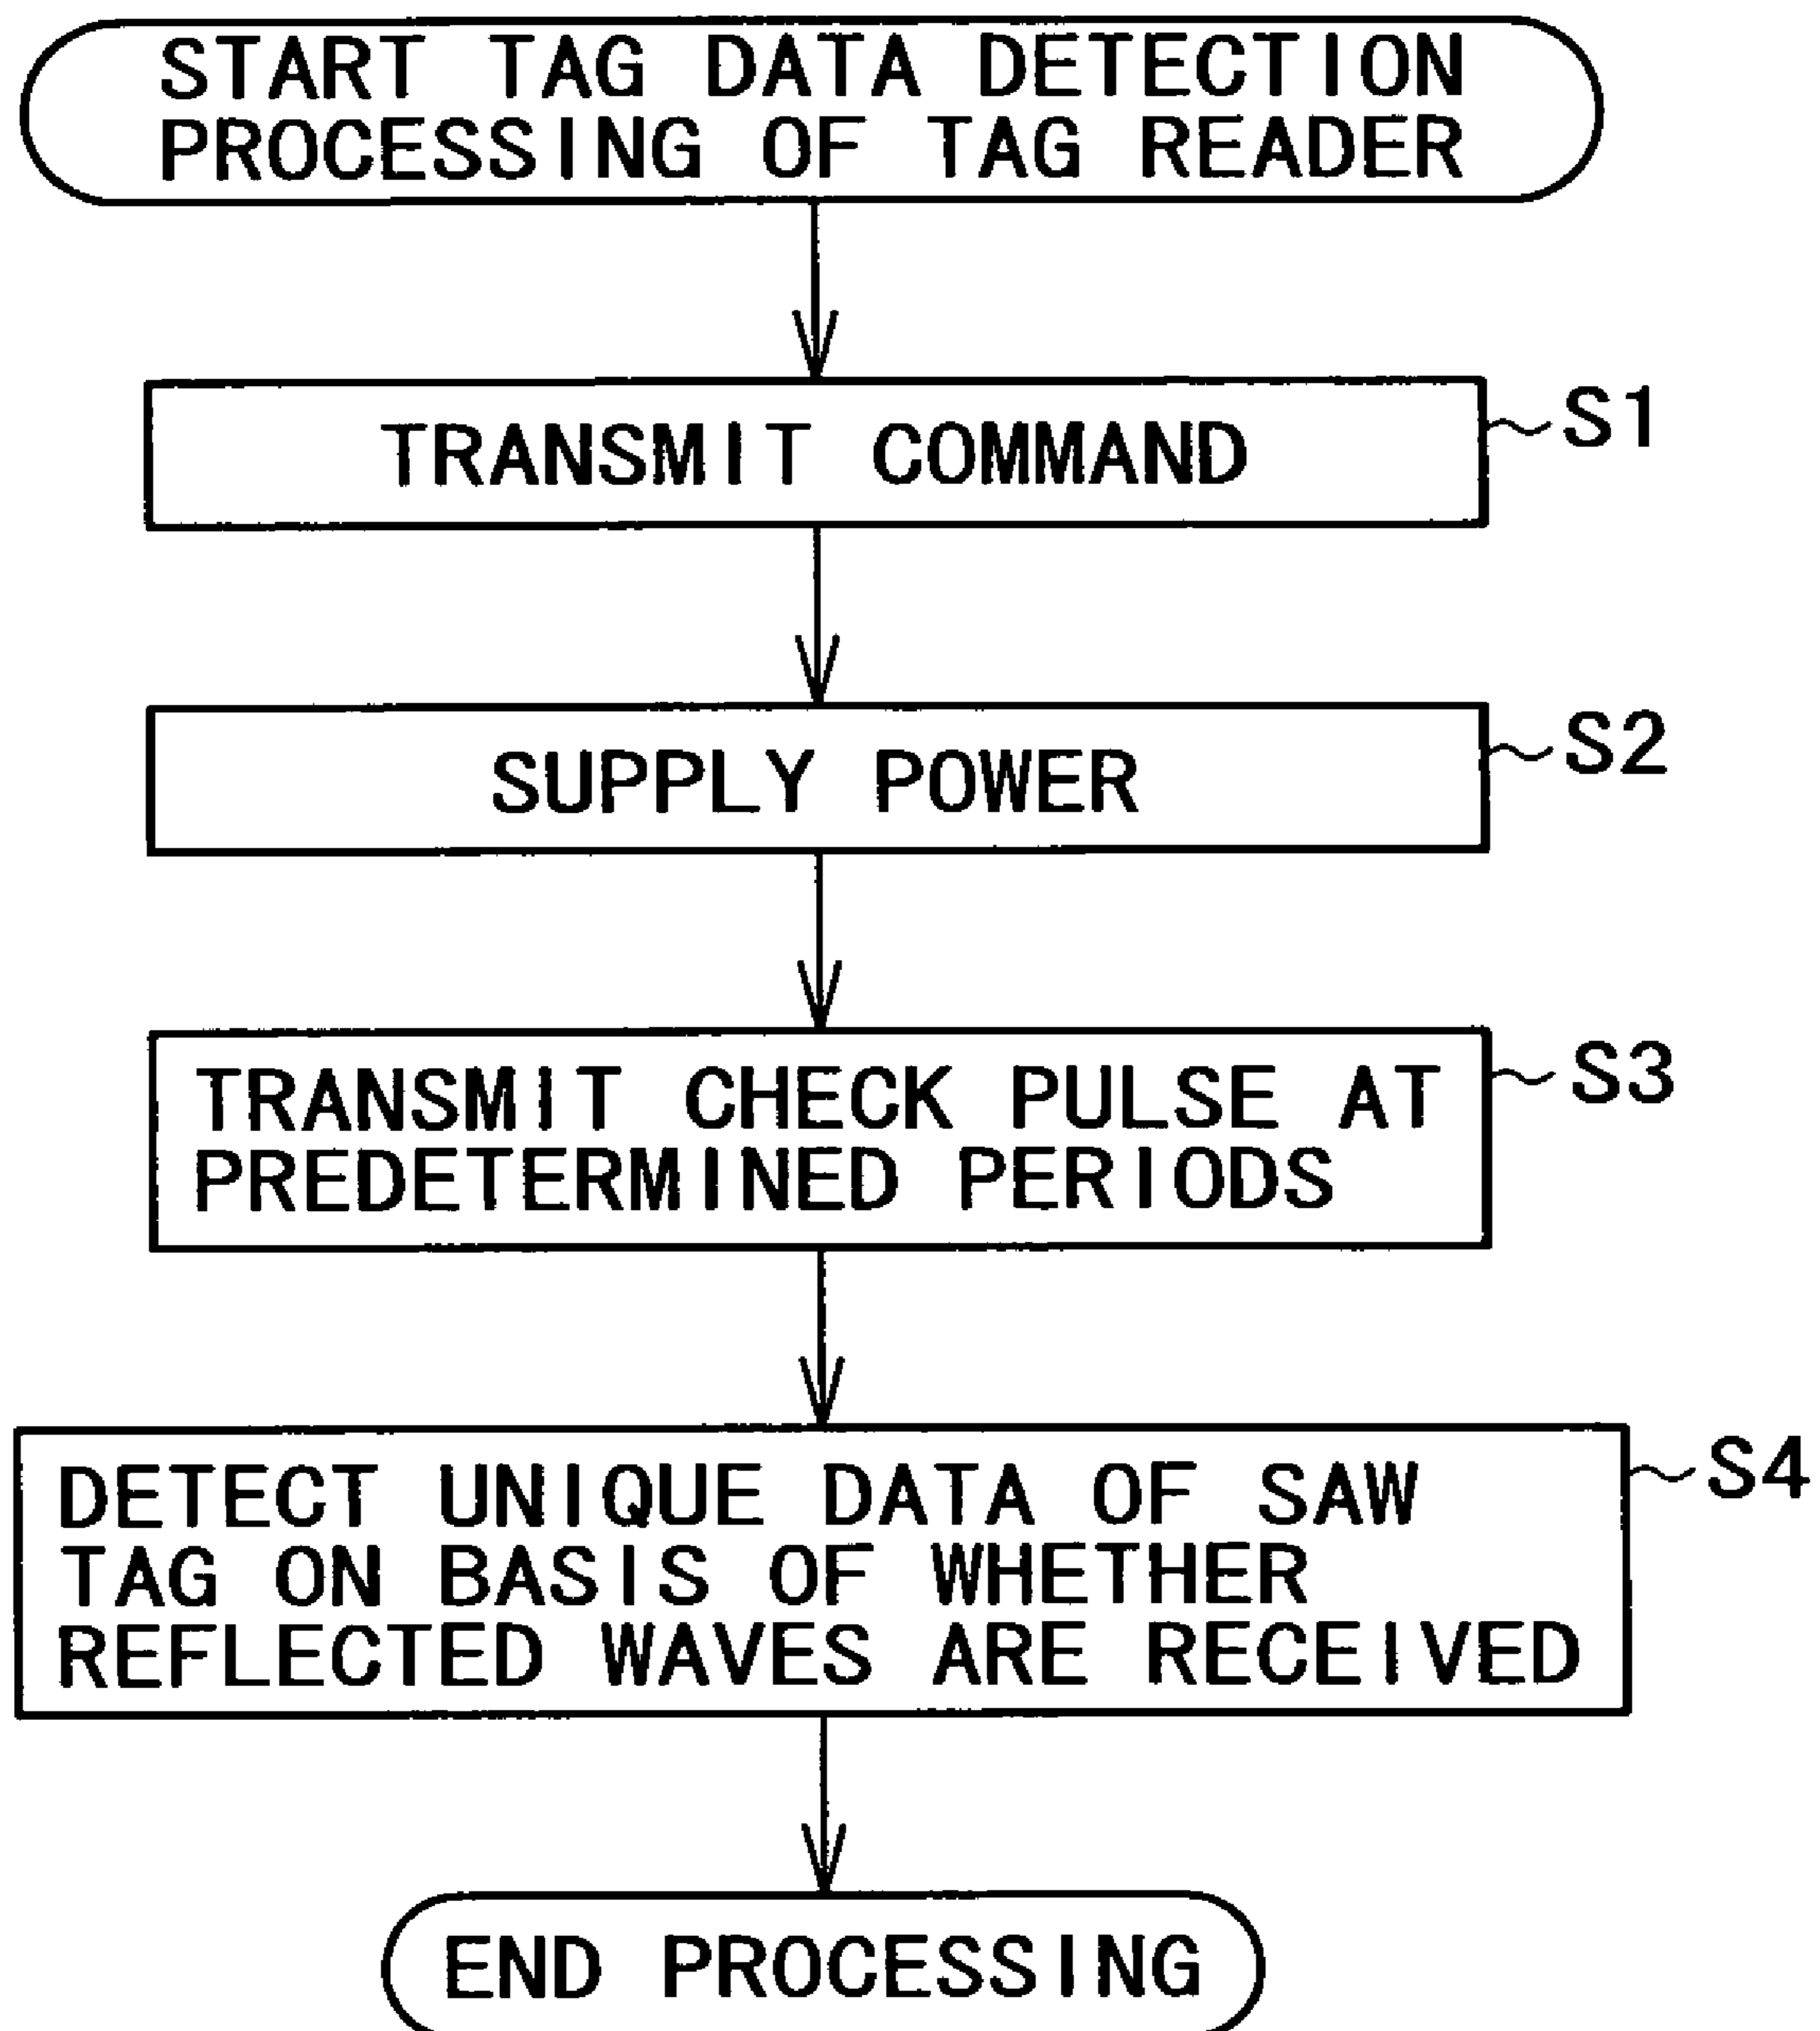 START TAG DATA DETECTION
PROCESSING OF TAG READER
TRANSMIT COMMAND
S1
SUPPLY POWER
S2
TRANSMIT CHECK PULSE AT
PREDETERMINED PERIODS
S3
DETECT UNIQUE DATA OF SAW
TAG ON BASIS OF WHETHER
REFLECTED WAVES ARE RECEIVED
S4
END PROCESSING